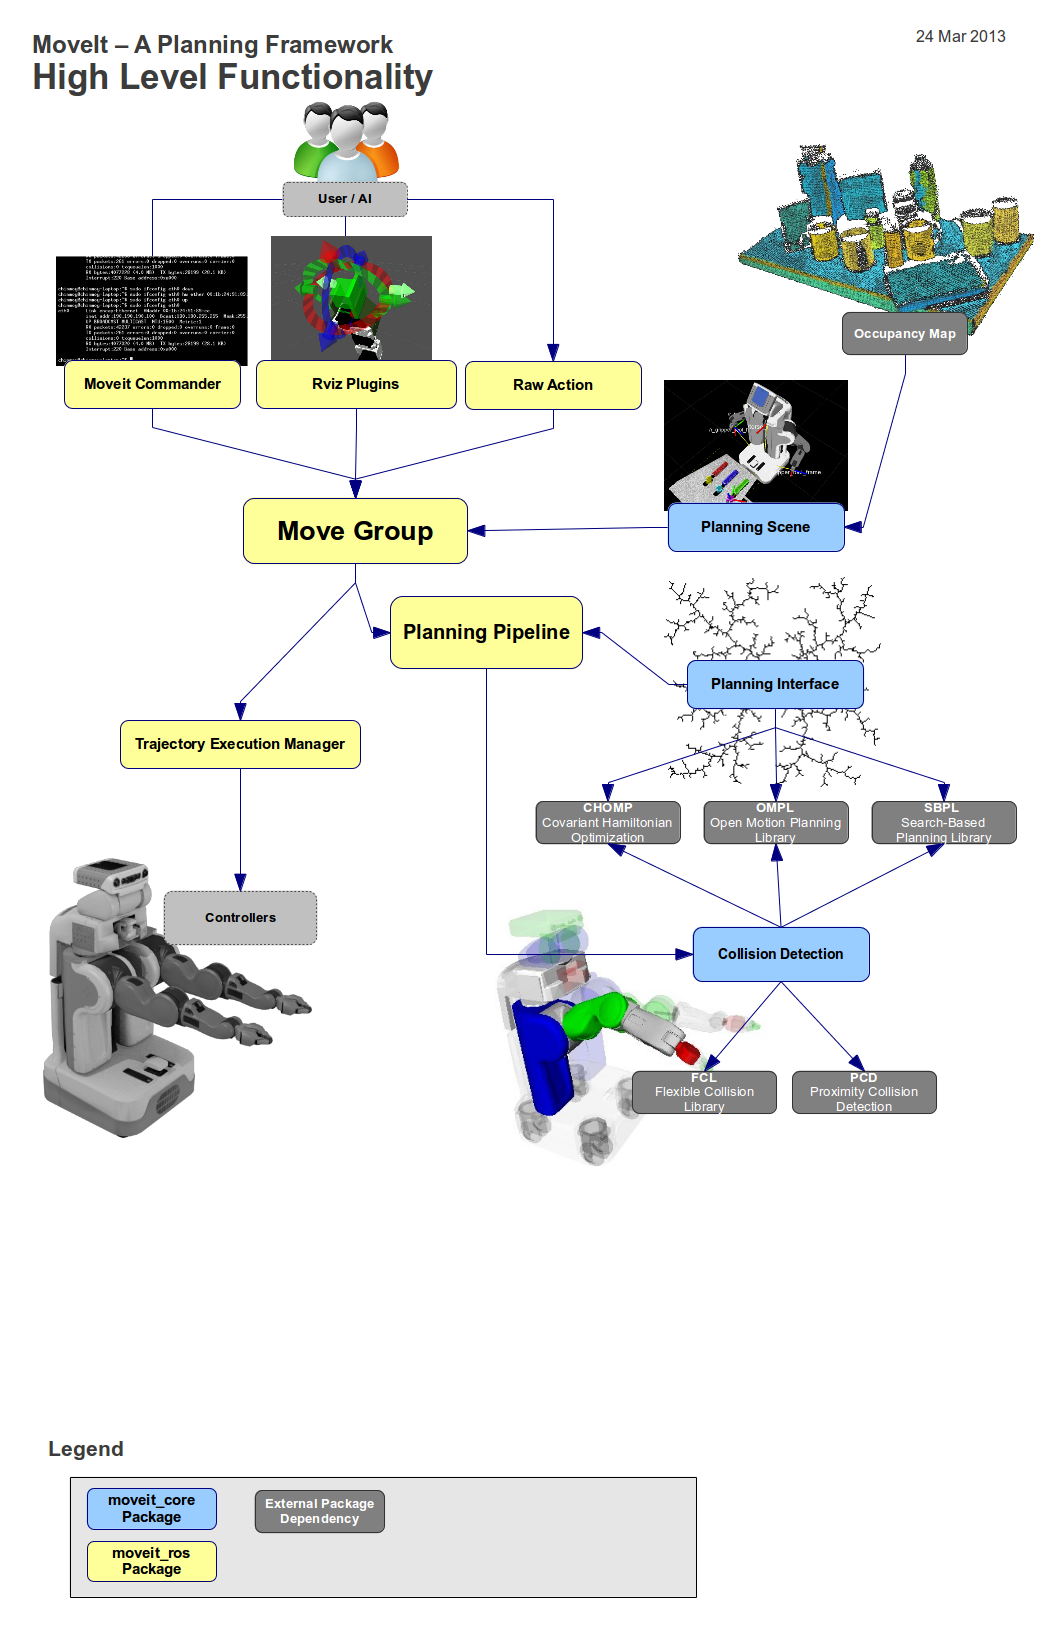 MoveIt – A Planning Framework
24 Mar 2013
High Level Functionality
User / AI
Occupancy Map
Moveit Commander
Rviz Plugins
Raw Action
Move Group
Planning Scene
Planning Pipeline
Planning Interface
Trajectory Execution Manager
CHOMP
Covariant Hamiltonian
Optimization
OMPL
Open Motion Planning
Library
SBPL
Search-Based
Planning Library
Controllers
Collision Detection
FCL
Flexible Collision
Library
PCD
Proximity Collision
Detection
Legend
moveit_core
Package
External Package
Dependency
moveit_ros
Package